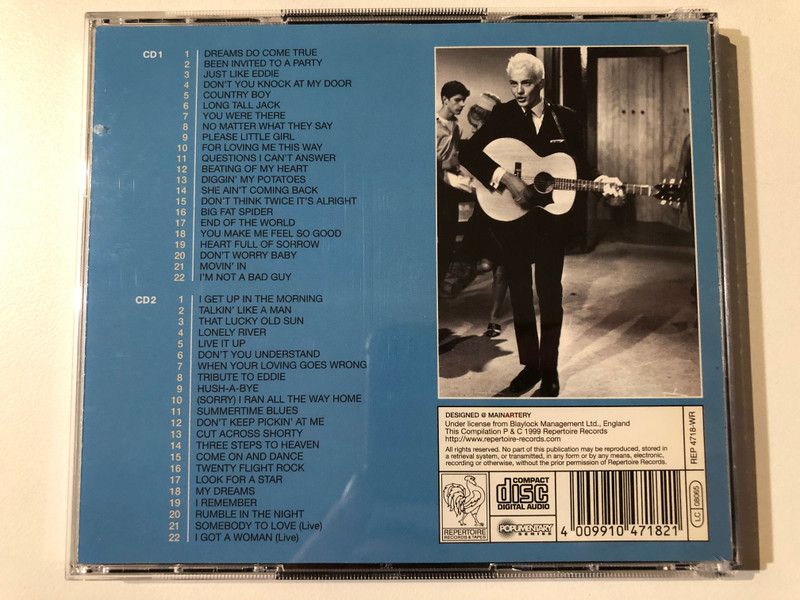 CD1 1 DREAMS DO COME TRUE
2 BEEN INVITED TO A PARTY
3 JUST LIKE EDDIE
4 DON'T YOU KNOCK AT MY DOOR
5 COUNTRY BOY
6 LONG TALL JACK
7 YOU WERE THERE
8 NO MATTER WHAT THEY SAY
9 PLEASE LITTLE GIRL
10 FOR LOVING ME THIS WAY
11 QUESTIONS I CAN'T ANSWER
12 BEATING OF MY HEART
13 DIGGIN' MY POTATOES
14 SHE AIN'T COMING BACK
15 DON'T THINK TWICE IT'S ALRIGHT
16 BIG FAT SPIDER
17 END OF THE WORLD
18 YOU MAKE ME FEEL SO GOOD
19 HEART FULL OF SORROW
20 DON'T WORRY BABY
21 MOVIN' IN
22 I'M NOT A BAD GUY
CD2 1 I GET UP IN THE MORNING
2 TALKIN' LIKE A MAN
3 THAT LUCKY OLD SUN
4 LONELY RIVER
5 LIVE IT UP
6 DON'T YOU UNDERSTAND
7 WHEN YOUR LOVING GOES WRONG
8 TRIBUTE TO EDDIE
9 HUSH-A-BYE
10 (SORRY) I RAN ALL THE WAY HOME
11 SUMMERTIME BLUES
12 DON'T KEEP PICKIN' AT ME
13 CUT ACROSS SHORTY
14 THREE STEPS TO HEAVEN
15 COME ON AND DANCE
16 TWENTY FLIGHT ROCK
17 LOOK FOR A STAR
18 MY DREAMS
19 I REMEMBER
20 RUMBLE IN THE NIGHT
21 SOMEBODY TO LOVE (Live)
22 I GOT A WOMAN (Live)
DESIGNED @ MAINARTERY
Under license from Blaylock Management Ltd., England
This Compilation P & C 1999 Repertoire Records
http://www.repertoire-records.com
All rights reserved. No part of this publication may be reproduced, stored in
a retrieval system, or transmitted, in any form or by any means, electronic,
recording or otherwise, without the prior permission of Repertoire Records.
REP 4718-WR
LC 08065
REPERTOIRE
RECORDS & TAPES
COMPACT
disc
DIGITAL AUDIO
POPUMENTARY
SERIES
4 009910 471821